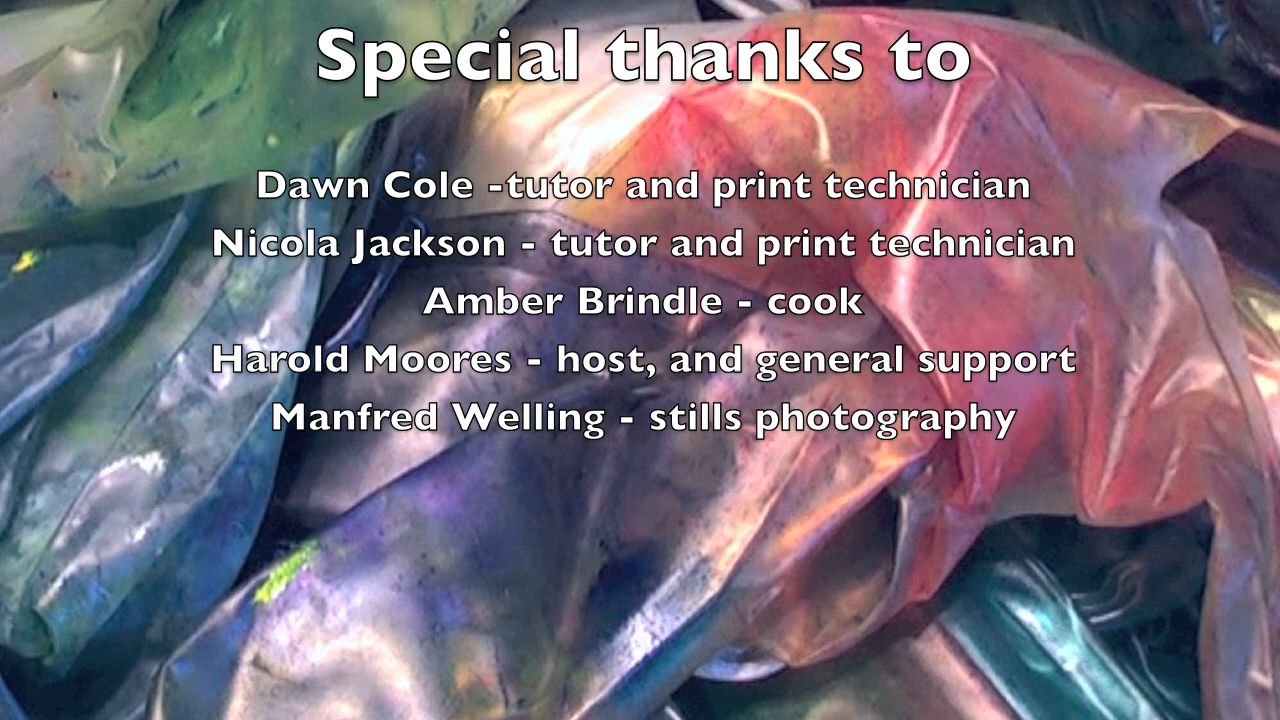 Special thanks to
Dawn Cole -tutor and print technician
Nicola Jackson - tutor and print technician
Amber Brindle - cook
Harold Moores - host, and general support
Manfred Welling - stills photography